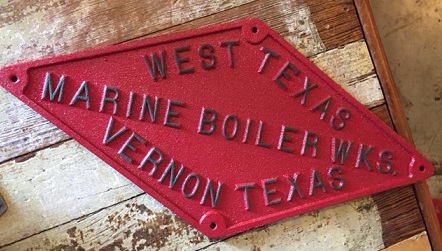 WEST TEXAS
MARINE BOILER WKS.
VERNON TEXAS